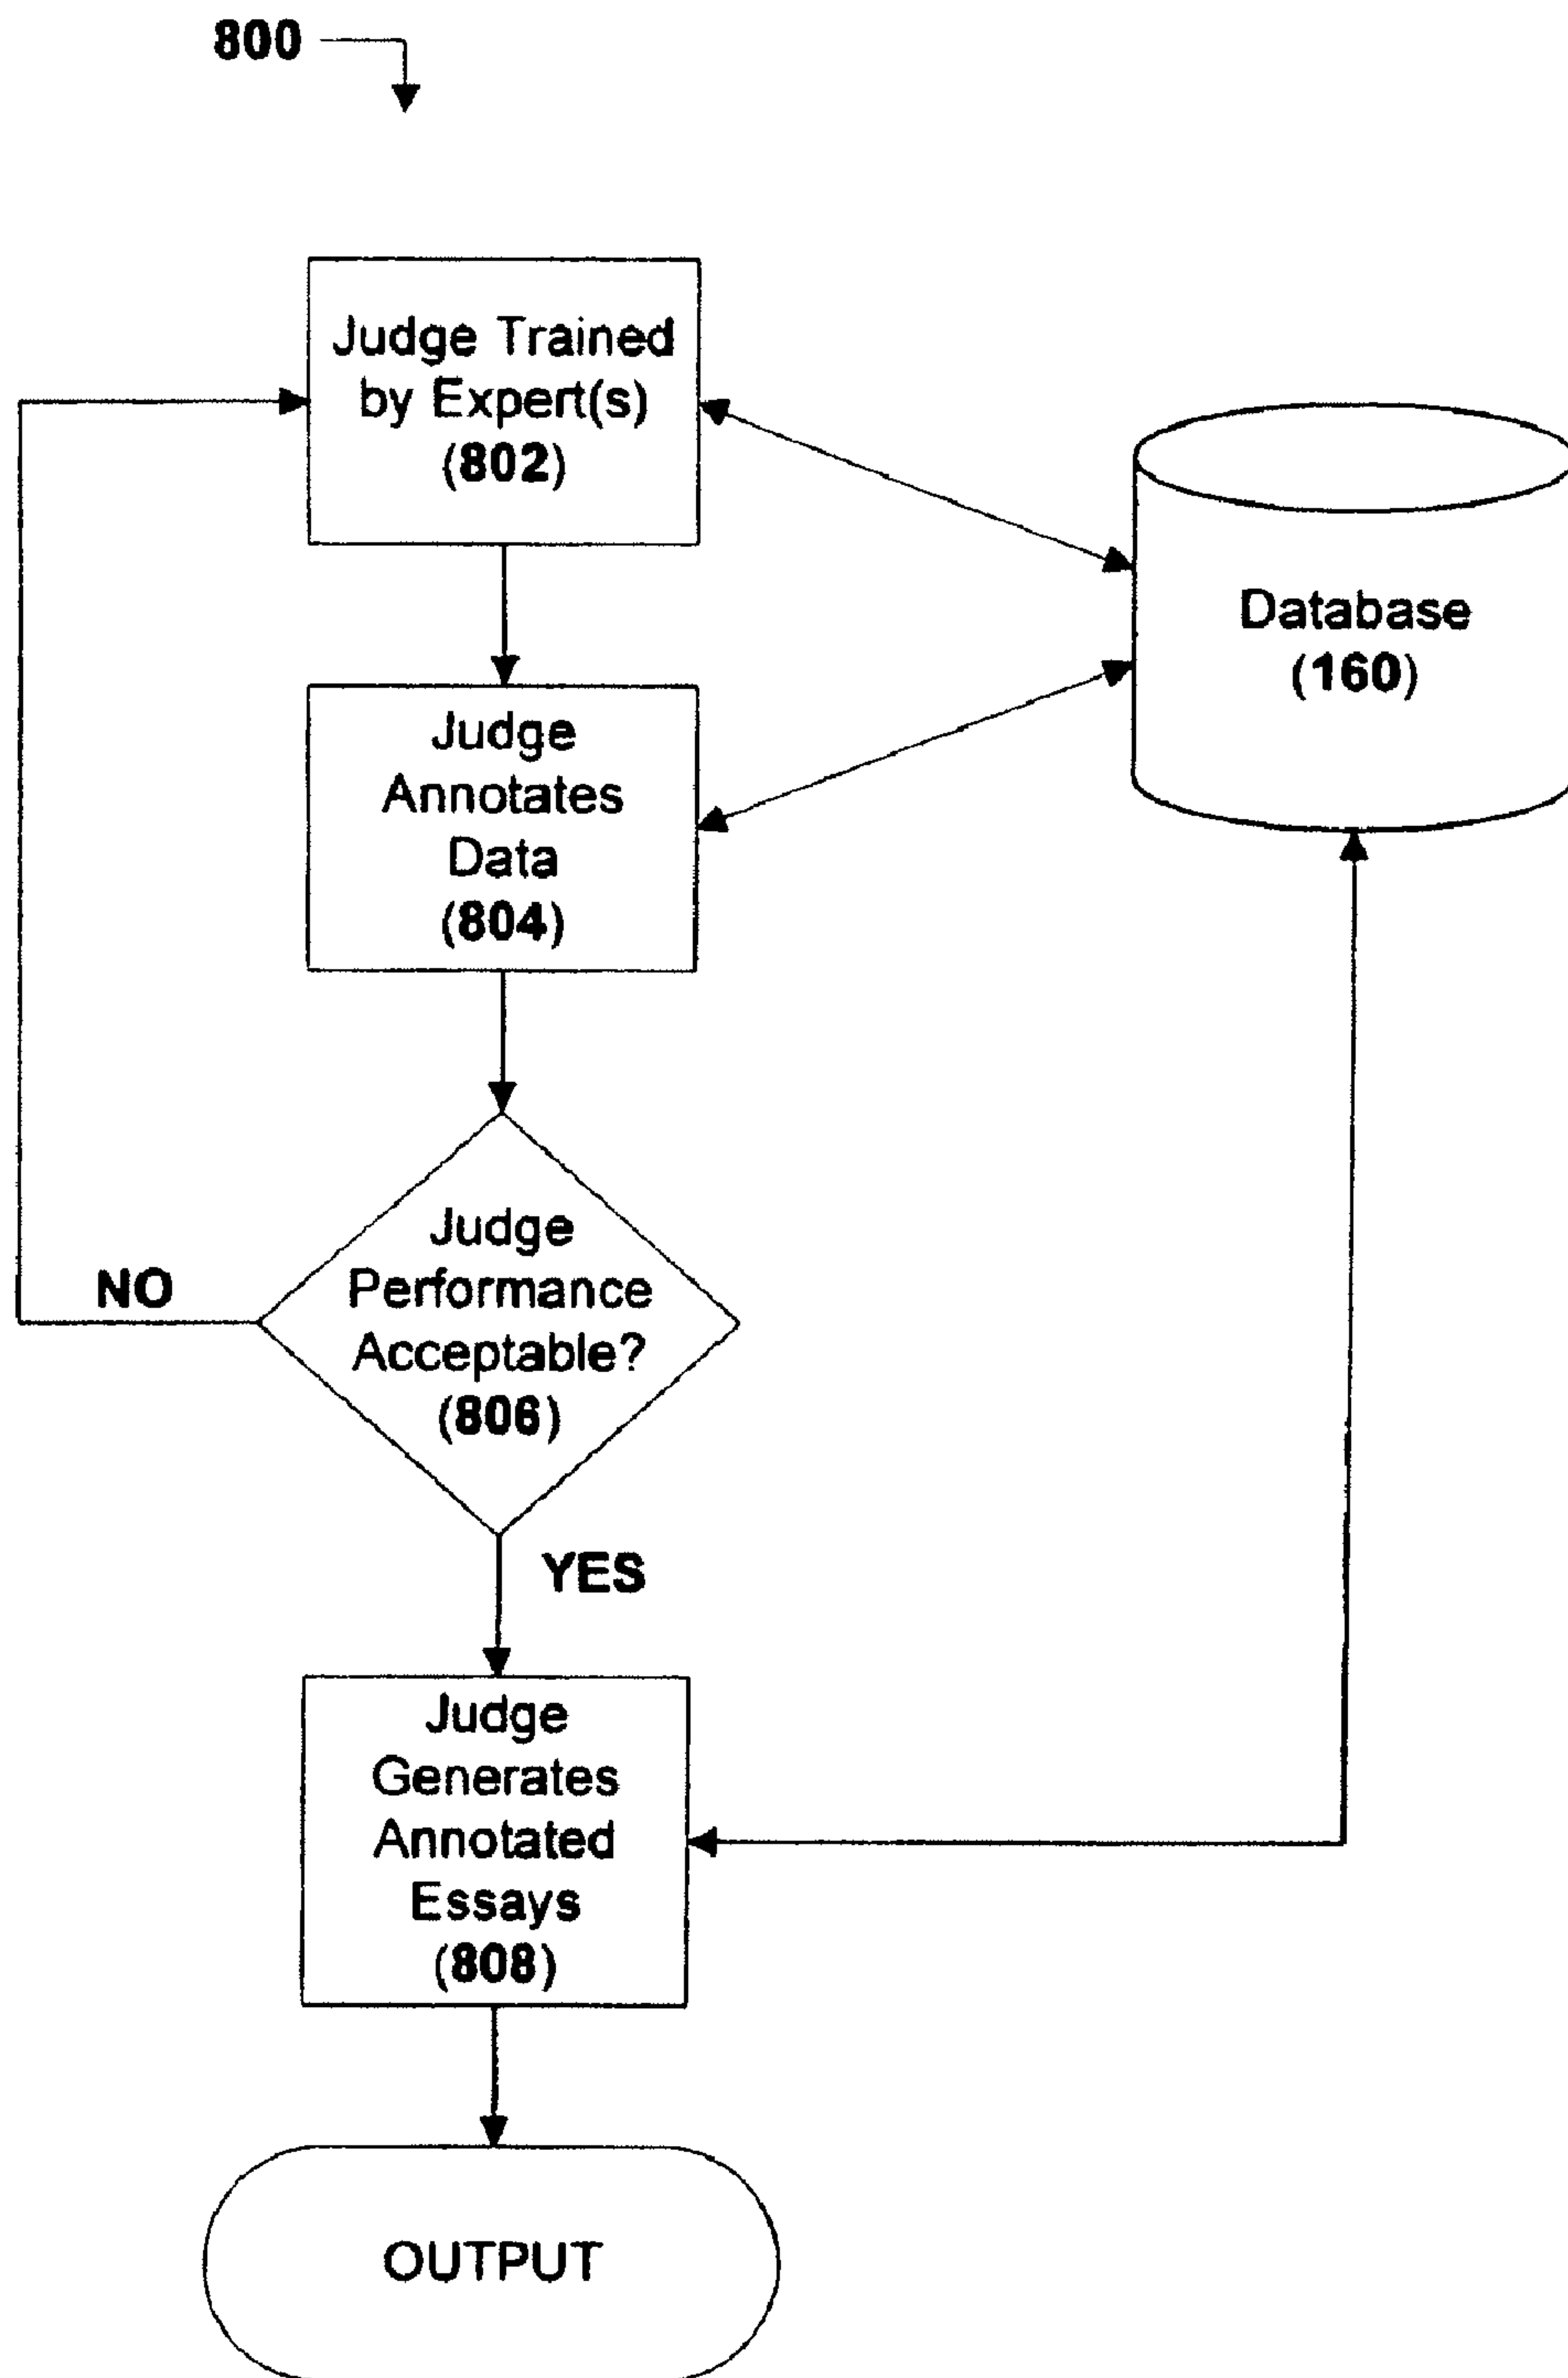 800
Judge Trained
by Expert(s)
(802)
Database
(160)
Judge
Annotates
Data
(804)
Judge
Performance
Acceptable?
(806)
NO
YES
Judge
Generates
Annotated
Essays
(808)
OUTPUT